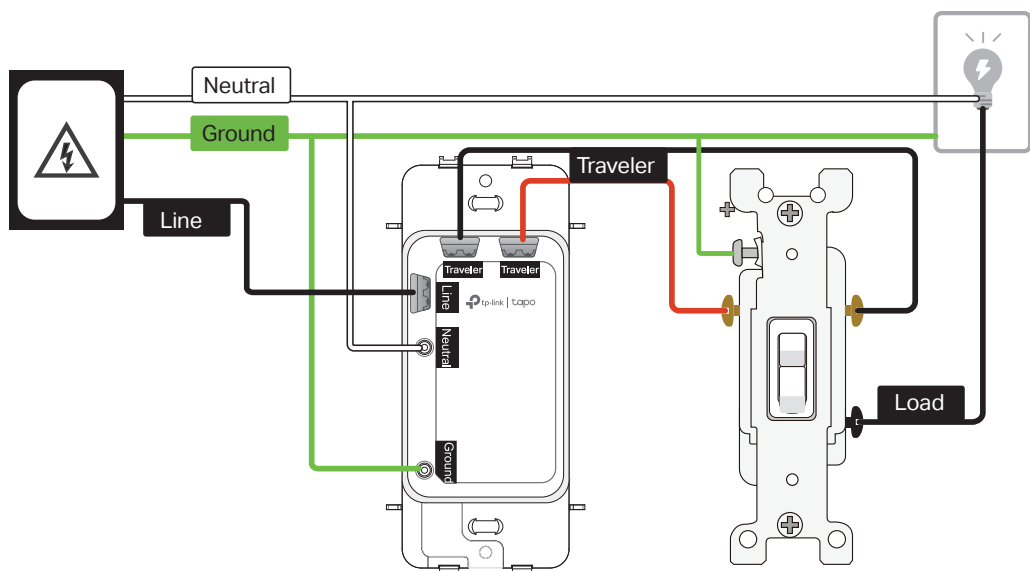 Neutral
Ground
Traveler
Line
Traveler
Traveler
Line
tp-link | tapo
Neutral
Load
Ground